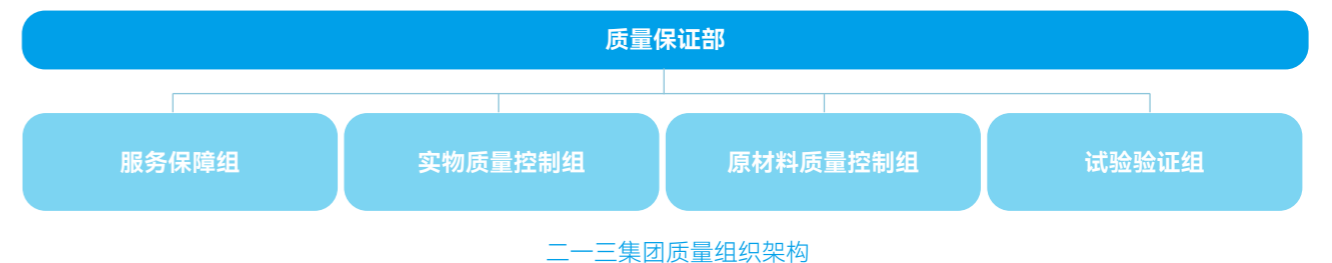 质量保证部
服务保障组
实物质量控制组
原材料质量控制组
试验验证组
二一三集团质量组织架构